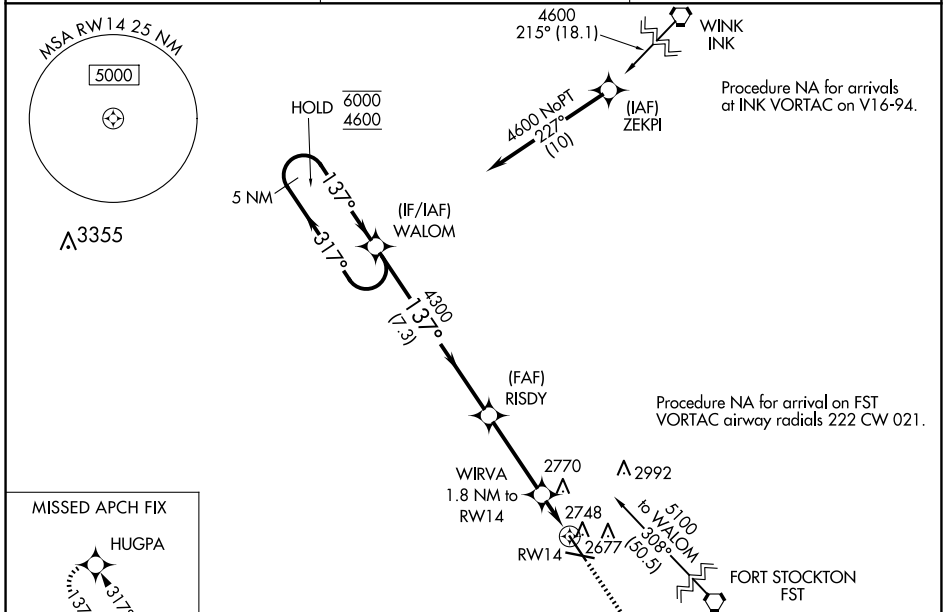 MSA RW14 25 NM
5000
4600
215° (18.1)
WINK
INK
HOLD
6000
4600
4600 NoPT
227°
(10)
(IAF)
ZEKPI
Procedure NA for arrivals
at INK VORTAC on V16-94.
5 NM
137°
317°
(IF/IAF)
WALOM
3355
4300
137°
(7.3)
(FAF)
RISDY
Procedure NA for arrival on FST
VORTAC airway radials 222 CW 021.
WIRVA
1.8 NM to
RW14
2770
2992
2748
2677
RW14
5100
to WALOM
308°
(50.5)
FORT STOCKTON
FST
MISSED APCH FIX
HUGPA
317°